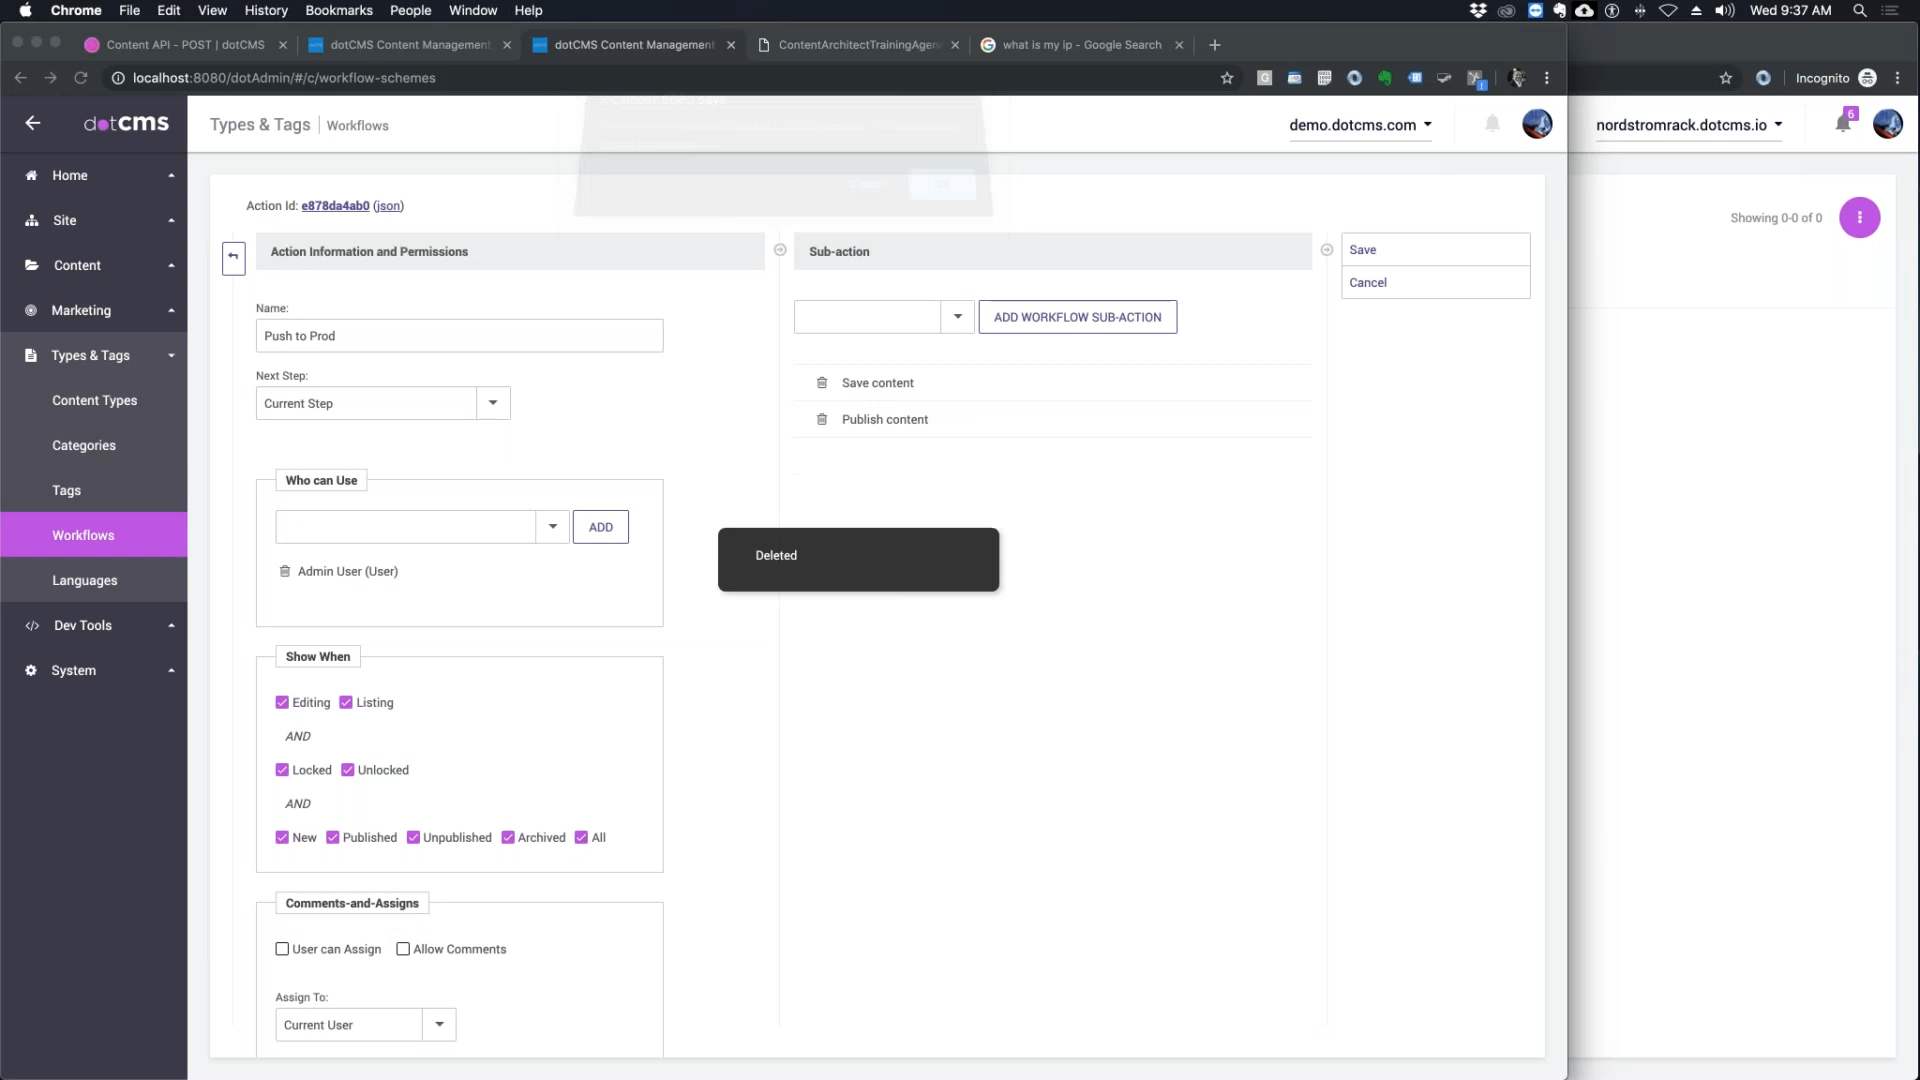 Chrome File Edit View History Bookmarks People Window Help
Wed 9:37 AM
Content API - POST | dotCMS
dotCMS Content Management
dotCMS Content Management
ContentArchitectTrainingAgen
what is my ip - Google Search
localhost:8080/dotAdmin/#/c/workflow-schemes
Incognito
dotCMS
Types & Tags | Workflows
demo.dotcms.com
nordstromrack.dotcms.io
6
Home
Site
Content
Marketing
Types & Tags
Content Types
Categories
Tags
Workflows
Languages
Dev Tools
System
Action Id: e878da4ab0 (json)
Showing 0-0 of 0
Action Information and Permissions
Sub-action
Save
Cancel
Name:
Push to Prod
ADD WORKFLOW SUB-ACTION
Next Step:
Current Step
Save content
Publish content
Who can Use
ADD
Admin User (User)
Deleted
Show When
Editing Listing
AND
Locked Unlocked
AND
New Published Unpublished Archived All
Comments-and-Assigns
User can Assign Allow Comments
Assign To:
Current User